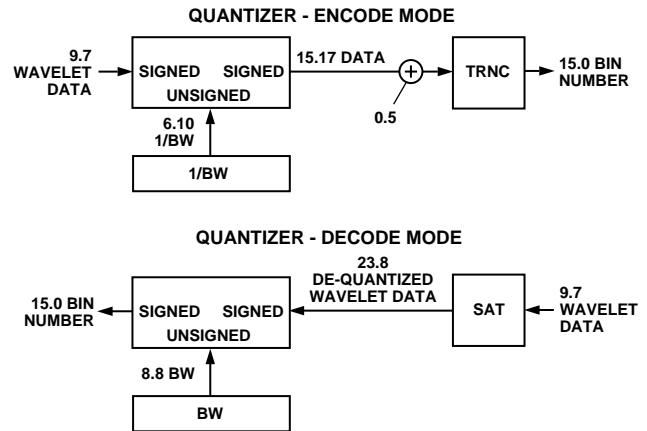 QUANTIZER - ENCODE MODE
9.7
WAVELET
DATA
SIGNED SIGNED
UNSIGNED
15.17 DATA
0.5
TRNC
15.0 BIN
NUMBER
6.10
1/BW
1/BW
QUANTIZER - DECODE MODE
15.0 BIN
NUMBER
SIGNED SIGNED
UNSIGNED
23.8
DE-QUANTIZED
WAVELET DATA
SAT
9.7
WAVELET
DATA
8.8 BW
BW